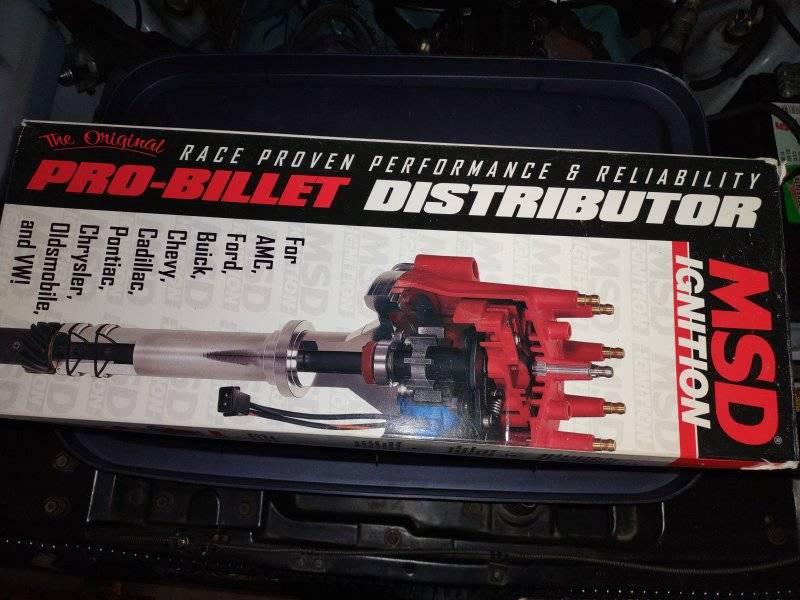 The Original
RACE PROVEN PERFORMANCE & RELIABILITY
PRO-BILLET DISTRIBUTOR
MSD®
IGNITION
For
AMC,
Ford,
Buick,
Chevy,
Cadillac,
Pontiac,
Chrysler,
Oldsmobile,
and VW!